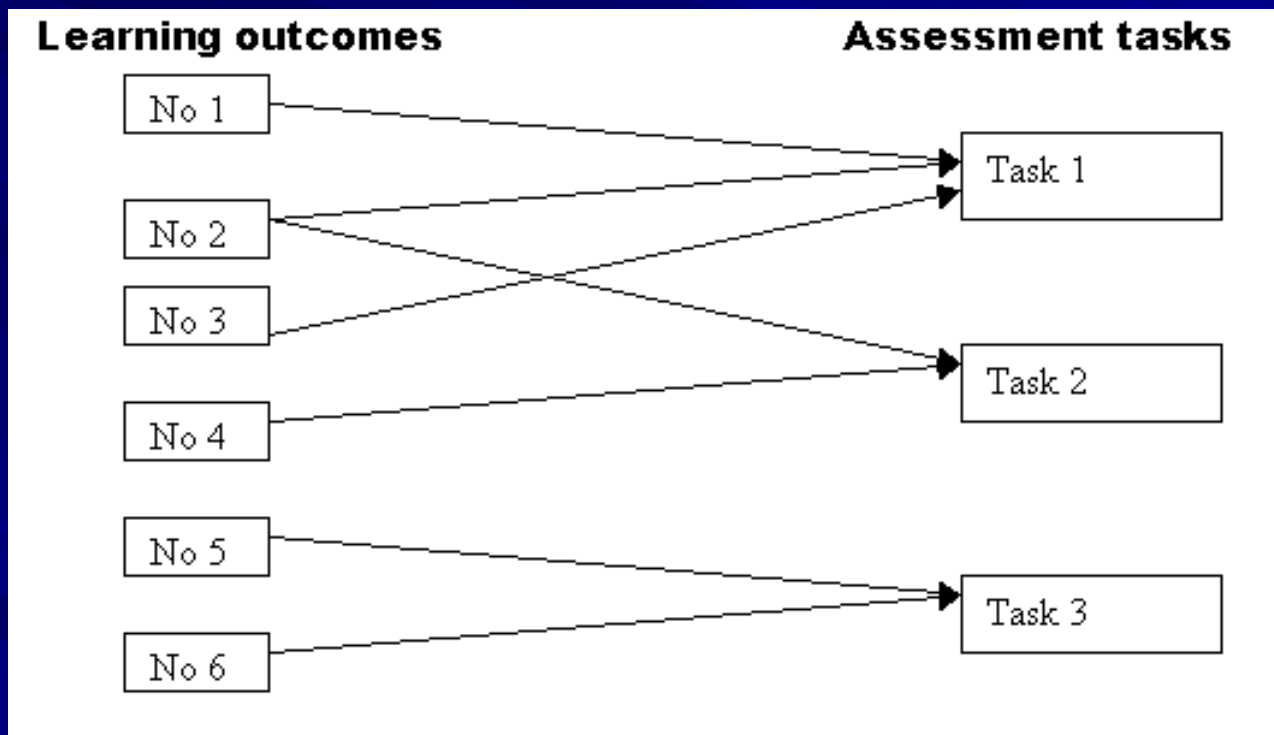 Learning outcomes
Assessment tasks
No 1
Task 1
No 2
No 3
Task 2
No 4
No 5
Task 3
No 6